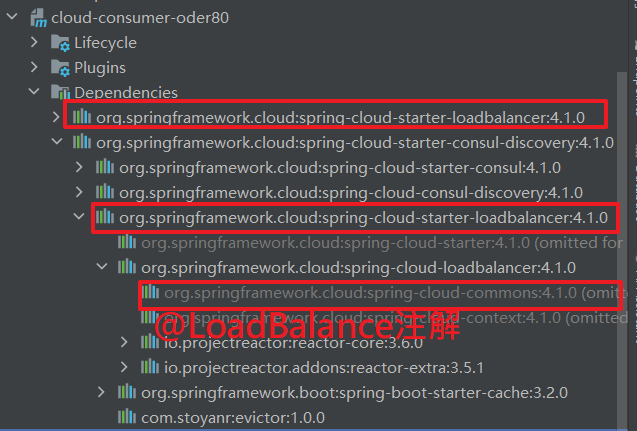 cloud-consumer-oder80
Lifecycle
Plugins
Dependencies
org.springframework.cloud:spring-cloud-starter-loadbalancer:4.1.0
org.springframework.cloud:spring-cloud-starter-consul-discovery:4.1.0
org.springframework.cloud:spring-cloud-starter-consul:4.1.0
org.springframework.cloud:spring-cloud-consul-discovery:4.1.0
org.springframework.cloud:spring-cloud-starter-loadbalancer:4.1.0
org.springframework.cloud:spring-cloud-starter:4.1.0 (omitted for
org.springframework.cloud:spring-cloud-loadbalancer:4.1.0
org.springframework.cloud:spring-cloud-commons:4.1.0 (omitted
org.springframework.cloud:spring-cloud-context:4.1.0 (omitted
@LoadBalance注解
io.projectreactor:reactor-core:3.6.0
io.projectreactor.addons:reactor-extra:3.5.1
org.springframework.boot:spring-boot-starter-cache:3.2.0
com.stoyanr:evictor:1.0.0